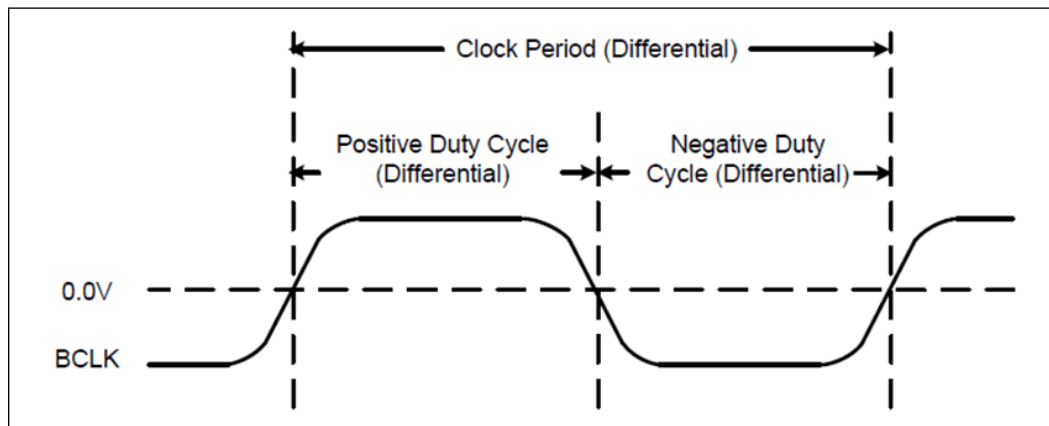 Clock Period (Differential)
Positive Duty Cycle
(Differential)
Negative Duty
Cycle (Differential)
0.0V
BCLK